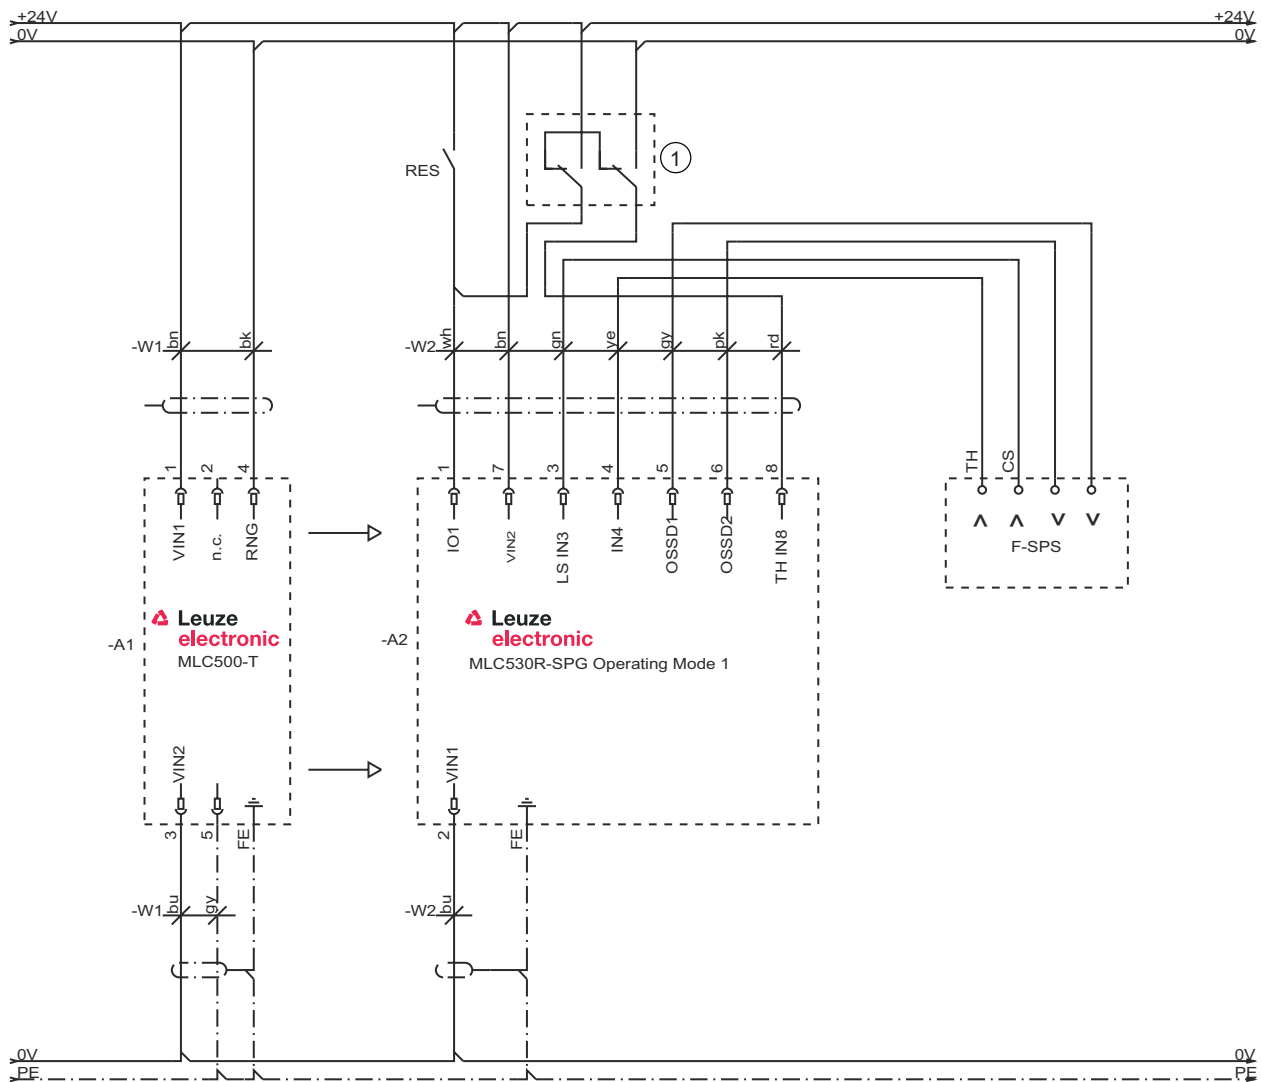 +24V
+24V
0V
0V
RES
1
-W1
bn
bk
-W2
wh
bn
gn
ye
gy
pk
rd
1
2
4
1
7
3
4
5
6
8
TH
CS
VIN1
n.c.
RNG
IO1
VIN2
LS IN3
IN4
OSSD1
OSSD2
TH IN8
F-SPS
-A1
Leuze
electronic
MLC500-T
-A2
Leuze
electronic
MLC530R-SPG Operating Mode 1
VIN2
VIN1
3
5
FE
2
FE
-W1
bu
gy
-W2
bu
0V
0V
PE
PE